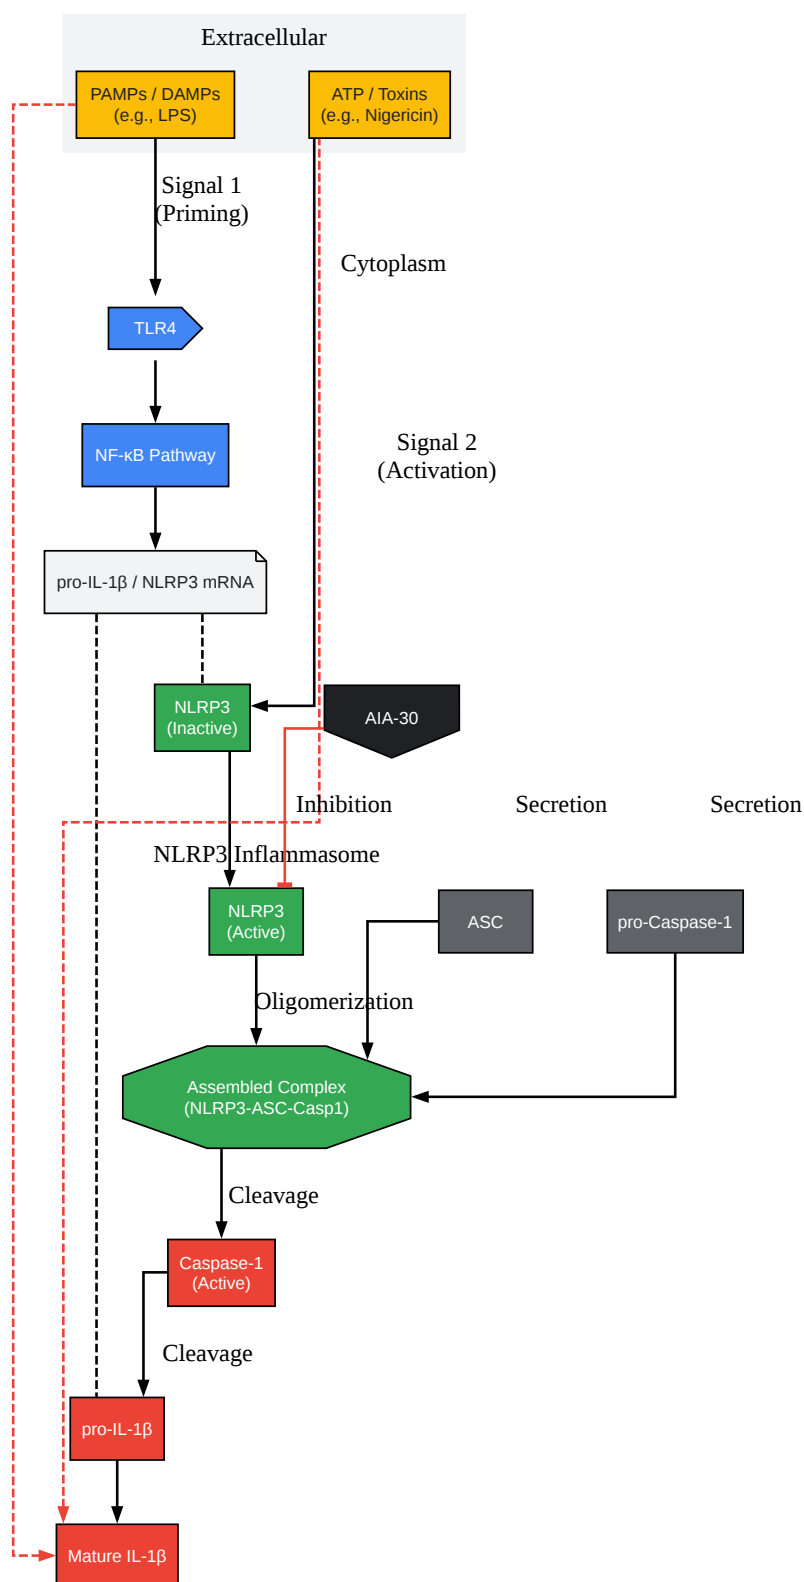 Extracellular
PAMPs / DAMPs
(e.g., LPS)
ATP / Toxins
(e.g., Nigericin)
Signal 1
(Priming)
Cytoplasm
TLR4
Signal 2
(Activation)
NF-κB Pathway
pro-IL-1β / NLRP3 mRNA
NLRP3
(Inactive)
AIA-30
Inhibition
Secretion
Secretion
NLRP3 Inflammasome
NLRP3
(Active)
ASC
pro-Caspase-1
Oligomerization
Assembled Complex
(NLRP3-ASC-Casp1)
Cleavage
Caspase-1
(Active)
Cleavage
pro-IL-1β
Mature IL-1β